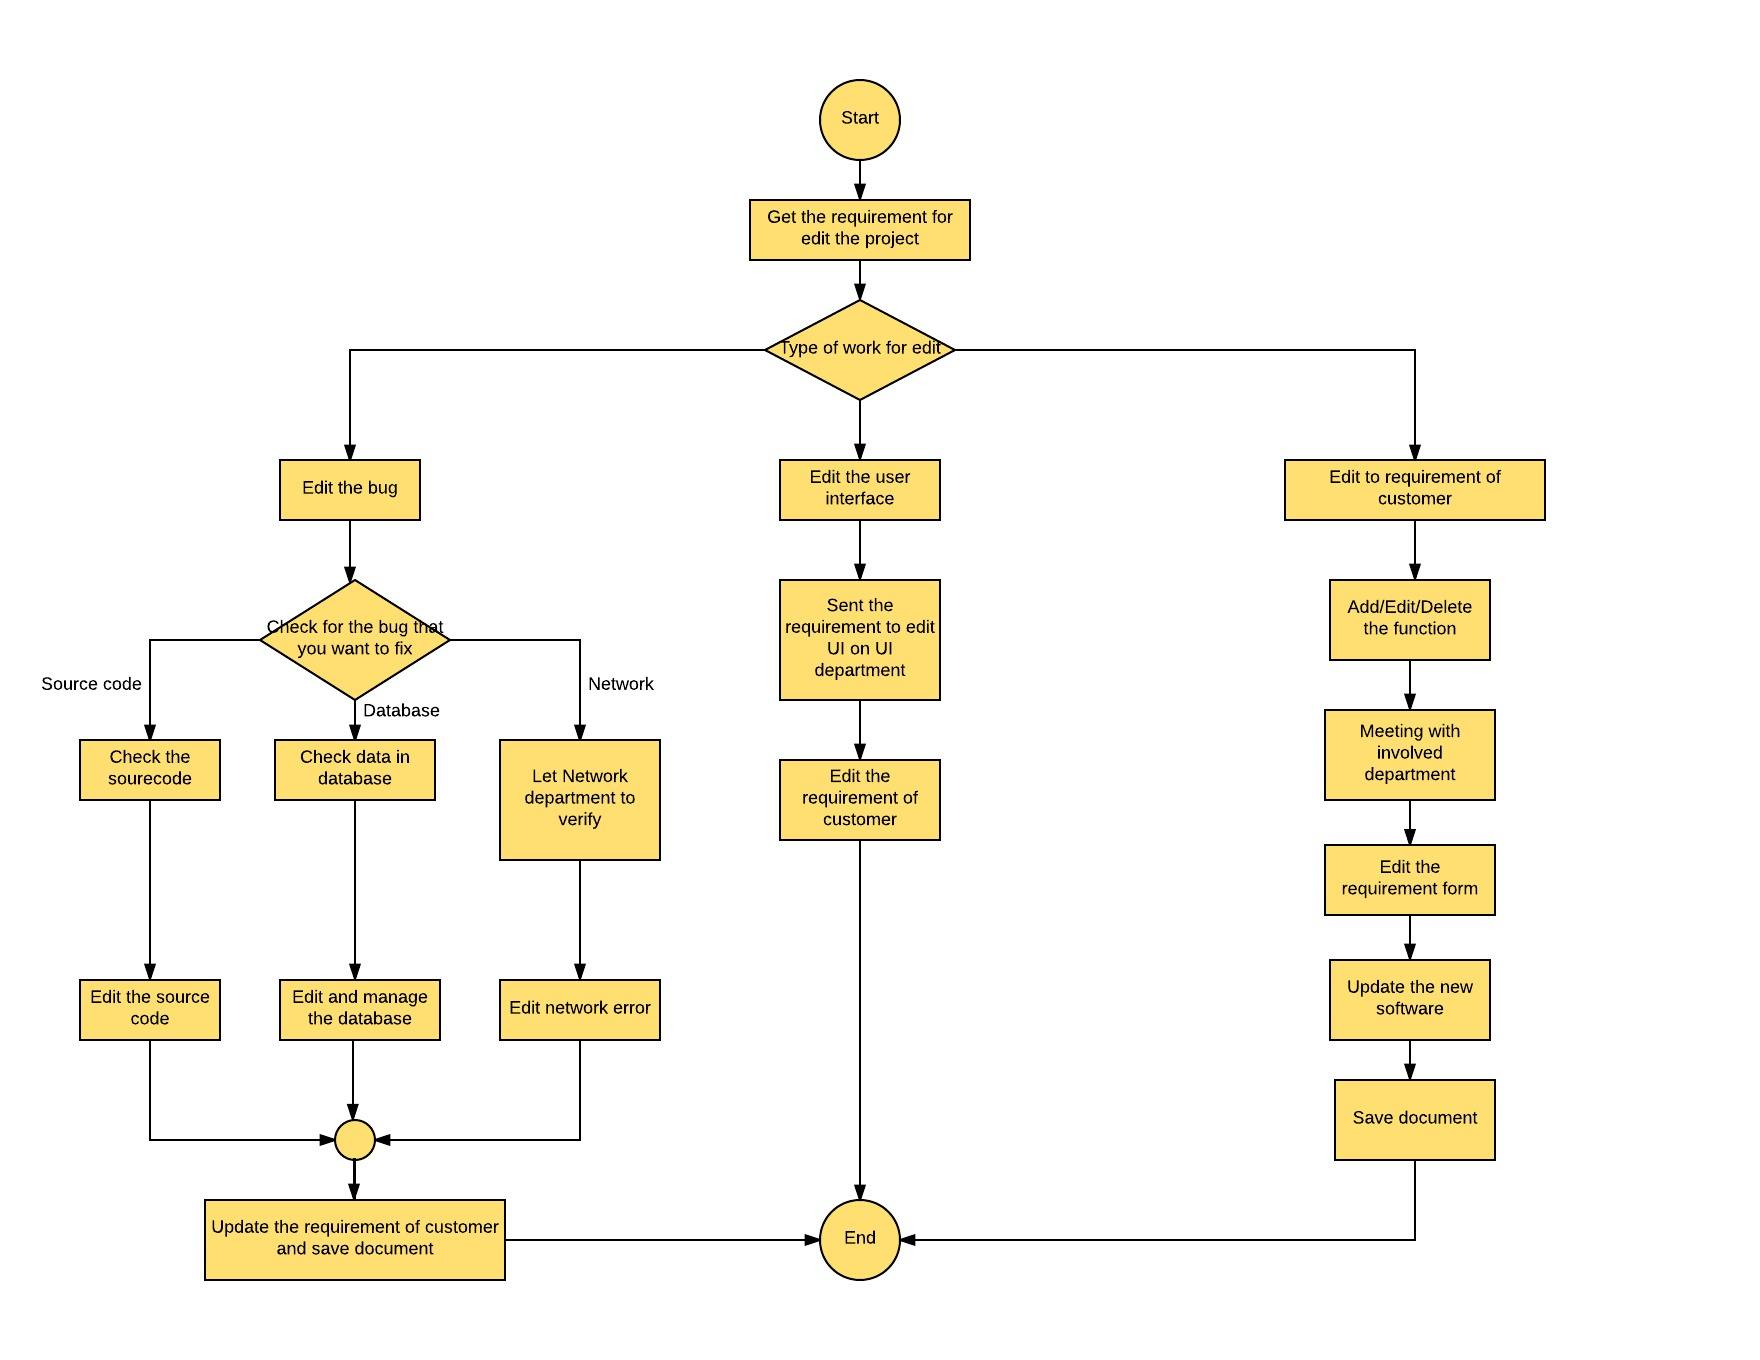 Start
Get the requirement for
edit the project
Type of work for edit
Edit the bug
Edit the user
interface
Edit to requirement of
customer
Check for the bug that
you want to fix
Source code
Database
Network
Sent the
requirement to edit
UI on UI
department
Add/Edit/Delete
the function
Check the
sourecode
Check data in
database
Let Network
department to
verify
Edit the
requirement of
customer
Meeting with
involved
department
Edit the
requirement form
Edit the source
code
Edit and manage
the database
Edit network error
Update the new
software
Save document
Update the requirement of customer
and save document
End